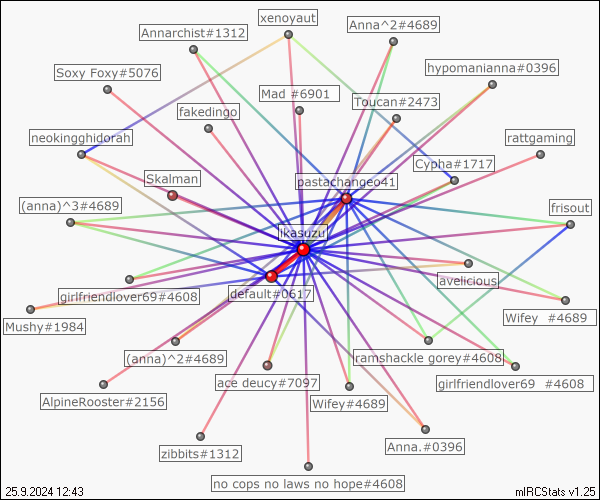 xenoyaut
Annarchist#1312
Anna^2#4689
Soxy Foxy#5076
hypomanianna#0396
Mad #6901
Toucan#2473
fakedingo
neokingghidorah
rattgaming
Cypha#1717
Skalman
pastachangeo41
(anna)^3#4689
frisout
ikasuzu
avelicious
girlfriendlover69#4608
default#0617
Mushy#1984
Wifey #4689
(anna)^2#4689
ramshackle gorey#4608
ace deucy#7097
girlfriendlover69 #4608
AlpineRooster#2156
Wifey#4689
Anna.#0396
zibbits#1312
no cops no laws no hope#4608
25.9.2024 12:43
mIRCStats v1.25